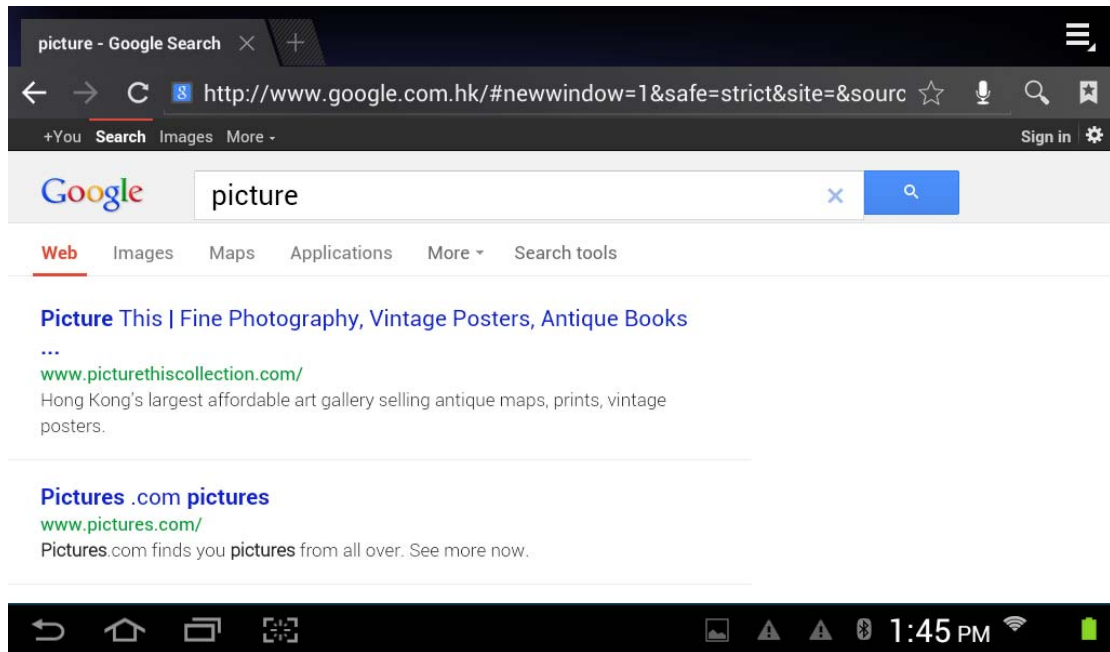 picture - Google Search
http://www.google.com.hk/#newwindow=1&safe=strict&site=&sourc
+You Search Images More Sign in
Google picture
Web Images Maps Applications More Search tools
Picture This | Fine Photography, Vintage Posters, Antique Books
...
www.picturethiscollection.com/
Hong Kong's largest affordable art gallery selling antique maps, prints, vintage
posters.
Pictures .com pictures
www.pictures.com/
Pictures.com finds you pictures from all over. See more now.
1:45 PM